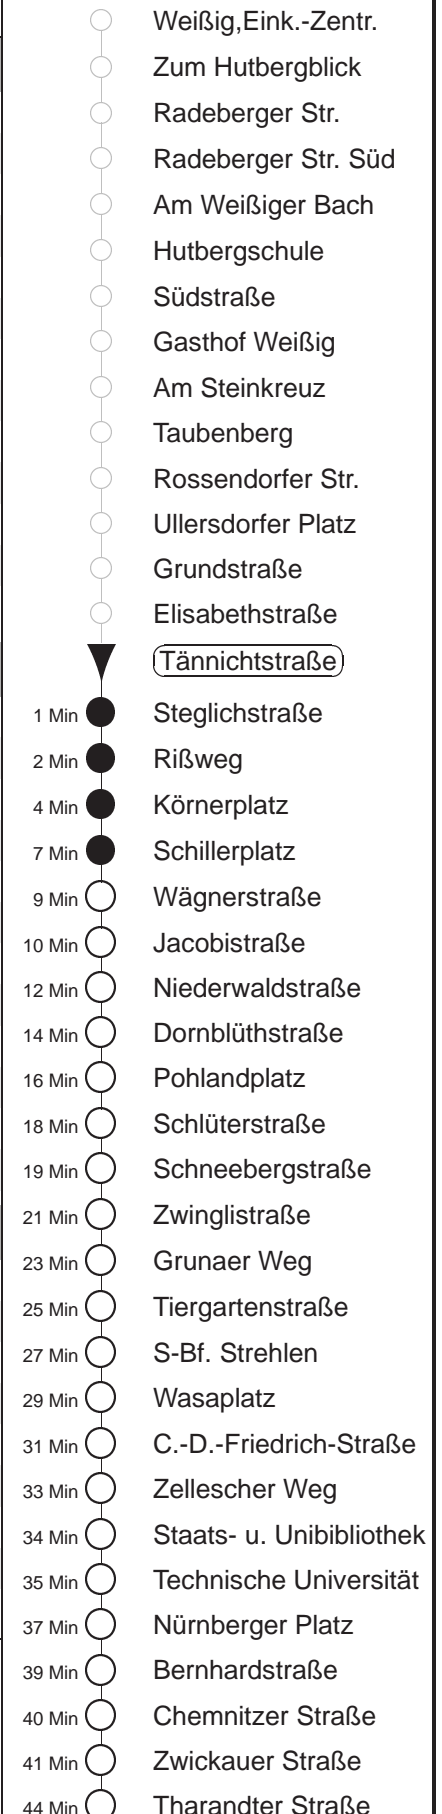 Weißig,Eink.-Zentr.
Zum Hutbergblick
Radeberger Str.
Radeberger Str. Süd
Am Weißiger Bach
Hutbergschule
Südstraße
Gasthof Weißig
Am Steinkreuz
Taubenberg
Rossendorfer Str.
Ullersdorfer Platz
Grundstraße
Elisabethstraße
Tännichtstraße
1 Min Steglichstraße
2 Min Rißweg
4 Min Körnerplatz
7 Min Schillerplatz
9 Min Wägnerstraße
10 Min Jacobistraße
12 Min Niederwaldstraße
14 Min Dornblüthstraße
16 Min Pohlandplatz
18 Min Schlüterstraße
19 Min Schneebergstraße
21 Min Zwinglistraße
23 Min Grunaer Weg
25 Min Tiergartenstraße
27 Min S-Bf. Strehlen
29 Min Wasaplatz
31 Min C.-D.-Friedrich-Straße
33 Min Zellescher Weg
34 Min Staats- u. Unibibliothek
35 Min Technische Universität
37 Min Nürnberger Platz
39 Min Bernhardstraße
40 Min Chemnitzer Straße
41 Min Zwickauer Straße
44 Min Tharandter Straße